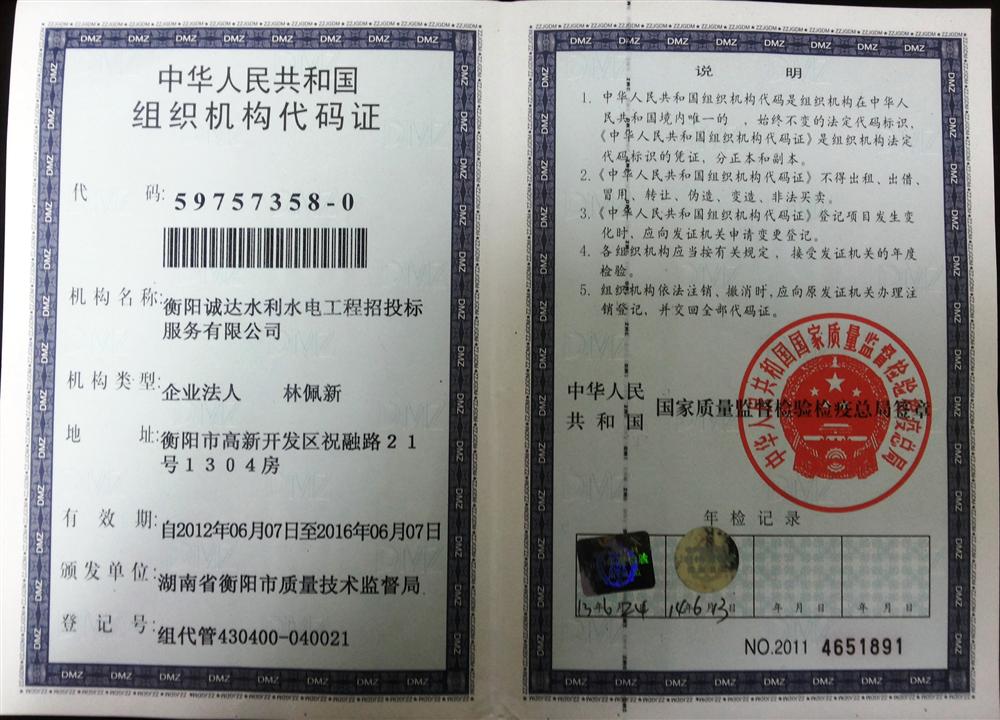 中华人民共和国
组织机构代码证
代 码: 59757358-0
机构名称: 衡阳诚达水利水电工程招投标
服务有限公司
机构类型: 企业法人 林佩新
地 址: 衡阳市高新开发区祝融路21
号1304房
有 效 期: 自2012年06月07日至2016年06月07日
颁发单位: 湖南省衡阳市质量技术监督局
登 记 号: 组代管430400-040021
说 明
1. 中华人民共和国组织机构代码是组织机构在中华人
民共和国境内唯一的 、始终不变的法定代码标识,
《中华人民共和国组织机构代码证》是组织机构法定
代码标识的凭证，分正本和副本。
2.《中华人民共和国组织机构代码证》不得出租、出借、
冒用、转让、伪造、变造、非法买卖。
3.《中华人民共和国组织机构代码证》登记项目发生变
化时、应向发证机关申请变更登记。
4. 各组织机构应当按有关规定，接受发证机关的年度
检验。
5. 组织机构依法注销、撤消时,应向原发证机关办理注
销登记，并交回全部代码证。
中华人民
共和国
国家质量监督检验检疫总局签章
中华人民共和国国家质量监督检验检疫总局
年检记录
13年6月24 14年6月13日 年 月 日 年 月 日
NO.2011 4651891